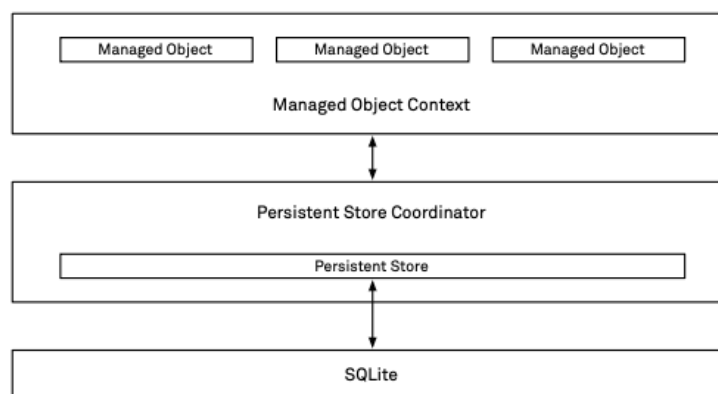 Managed Object Managed Object Managed Object
Managed Object Context
Persistent Store Coordinator
Persistent Store
SQLite